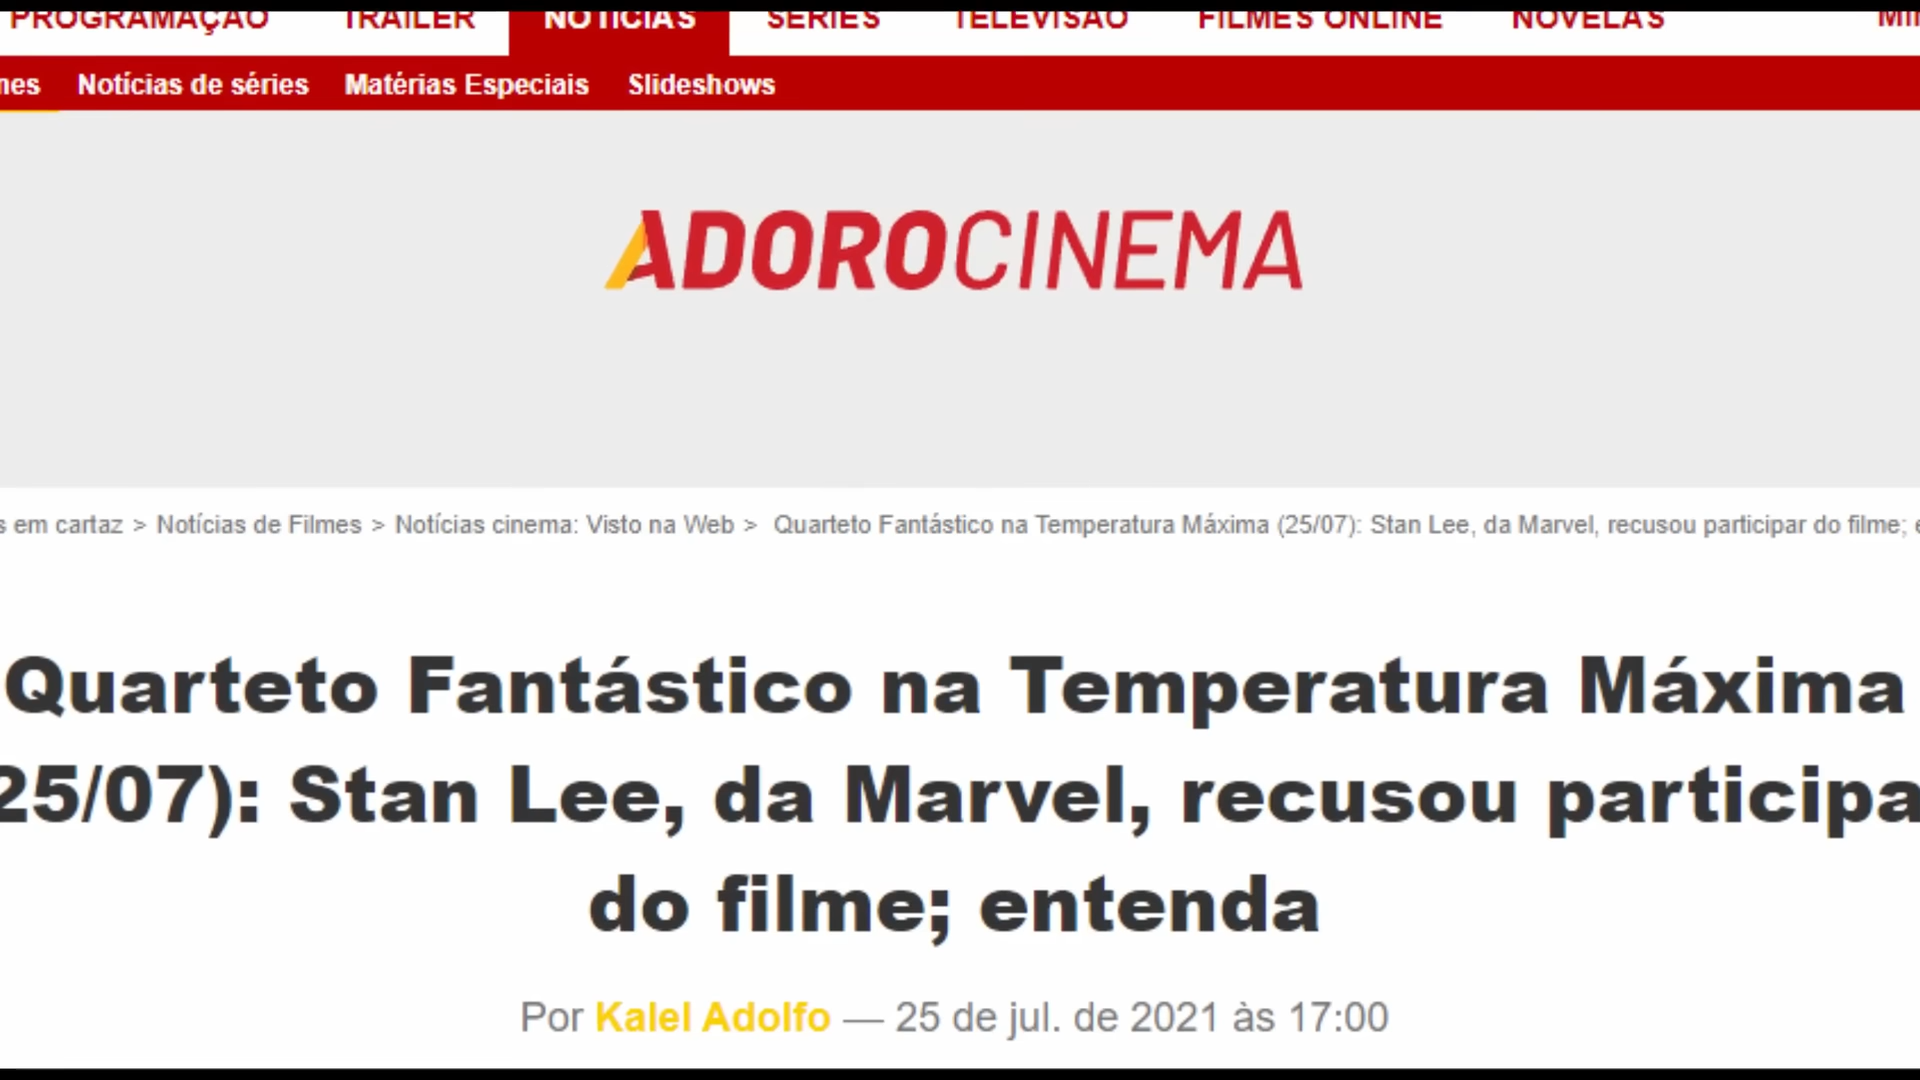 PROGRAMAÇÃO TRAILER NOTÍCIAS SÉRIES TELEVISÃO FILMES ONLINE NOVELAS
Notícias de séries Matérias Especiais Slideshows
ADOROCINEMA
s em cartaz > Notícias de Filmes > Notícias cinema: Visto na Web > Quarteto Fantástico na Temperatura Máxima (25/07): Stan Lee, da Marvel, recusou participar do filme; e
Quarteto Fantástico na Temperatura Máxima
25/07): Stan Lee, da Marvel, recusou participa
do filme; entenda
Por Kalel Adolfo — 25 de jul. de 2021 às 17:00